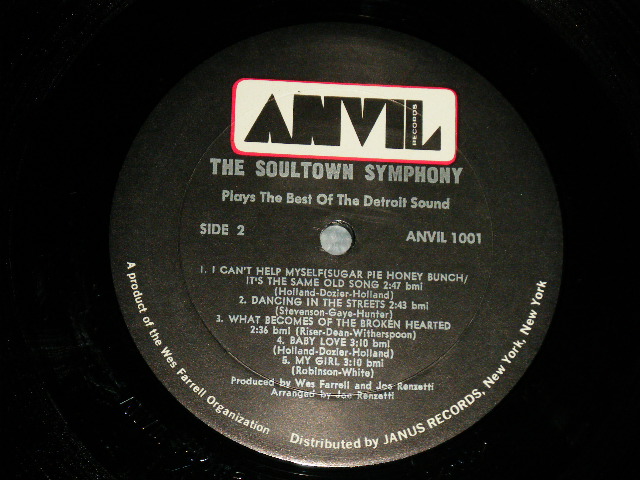 ANVIL
RECORDS
THE SOULTOWN SYMPHONY
Plays The Best Of The Detroit Sound
SIDE 2
ANVIL 1001
1. I CAN'T HELP MYSELF(SUGAR PIE HONEY BUNCH/
IT'S THE SAME OLD SONG 2:47 bmi
(Holland-Dozier-Holland)
2. DANCING IN THE STREETS 2:43 bmi
(Stevenson-Gaye-Hunter)
3. WHAT BECOMES OF THE BROKEN HEARTED
2:36 bmi (Riser-Dean-Witherspoon)
4. BABY LOVE 3:10 bmi
(Holland-Dozier-Holland)
5. MY GIRL 3:10 bmi
(Robinson-White)
Produced by Wes Farrell and Joe Renzetti
Arranged by Joe Renzetti
A product of the Wes Farrell Organization
Distributed by JANUS RECORDS, New York, New York